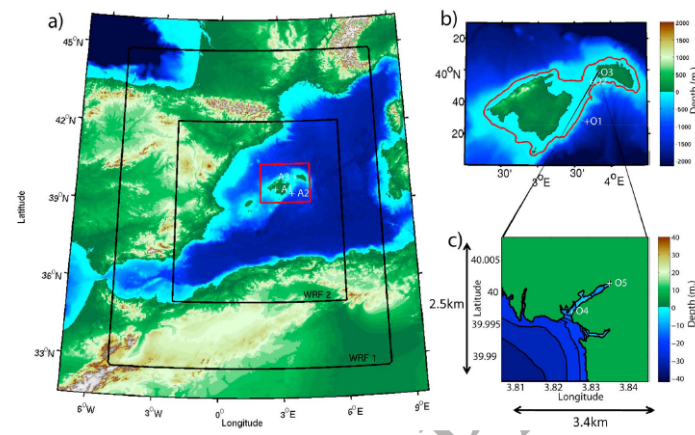 a)
45°N
42°N
39°N
36°N
33°N
Latitude
6°W
3°W
0°
3°E
6°E
9°E
Longitude
A2
WRF 2
WRF 1
b)
20
40°N
40
20
30'
3°E
30'
4°E
O3
O1
2000
1500
1000
500
0
-500
-1000
-1500
-2000
Depth (m.)
c)
40.005
40
39.995
39.99
Latitude
2.5km
3.81
3.82
3.83
3.84
Longitude
3.4km
O5
O4
40
30
20
10
0
-10
-20
-30
-40
Depth (m.)